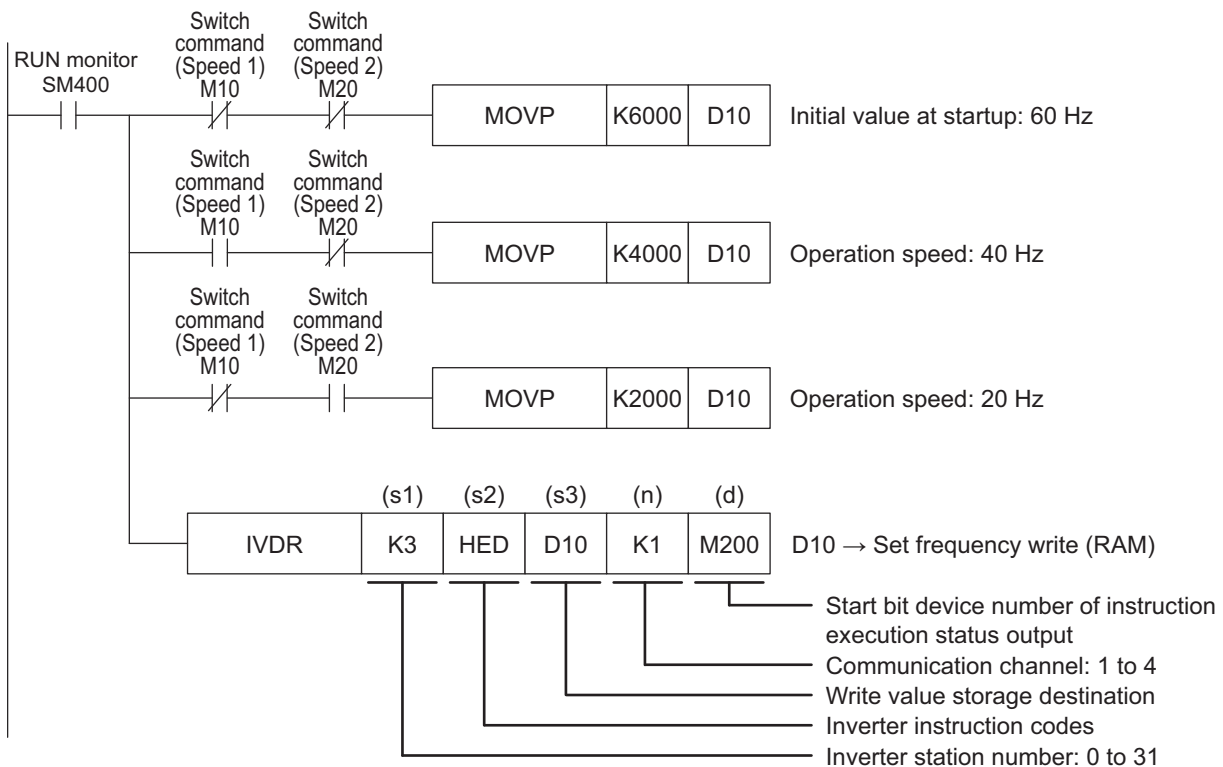 RUN monitor
SM400
Switch
command
(Speed 1)
M10
Switch
command
(Speed 2)
M20
MOVP K6000 D10 Initial value at startup: 60 Hz
Switch
command
(Speed 1)
M10
Switch
command
(Speed 2)
M20
MOVP K4000 D10 Operation speed: 40 Hz
Switch
command
(Speed 1)
M10
Switch
command
(Speed 2)
M20
MOVP K2000 D10 Operation speed: 20 Hz
(s1) (s2) (s3) (n) (d)
IVDR K3 HED D10 K1 M200 D10 → Set frequency write (RAM)
Start bit device number of instruction
execution status output
Communication channel: 1 to 4
Write value storage destination
Inverter instruction codes
Inverter station number: 0 to 31